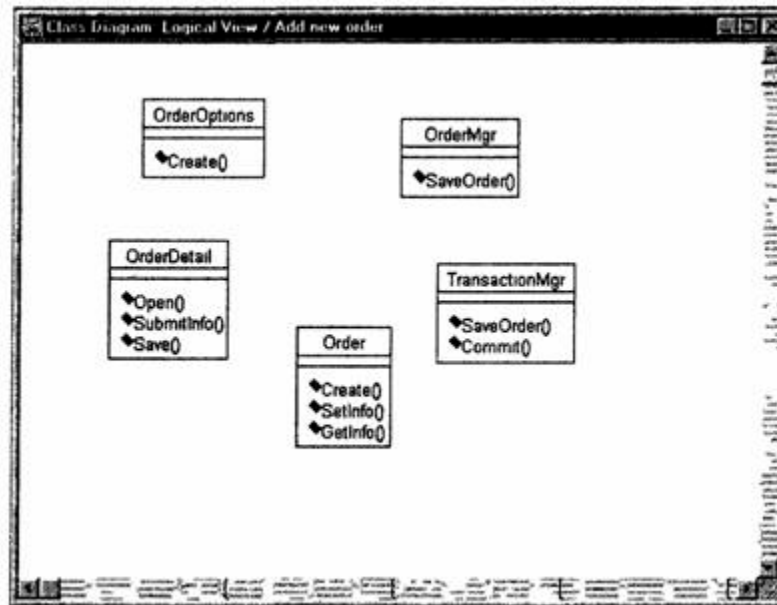 Class Diagram Logical View / Add new order
OrderOptions
Create()
OrderMgr
SaveOrder()
OrderDetail
Open()
SubmitInfo()
Save()
TransactionMgr
SaveOrder()
Commit()
Order
Create()
SetInfo()
GetInfo()